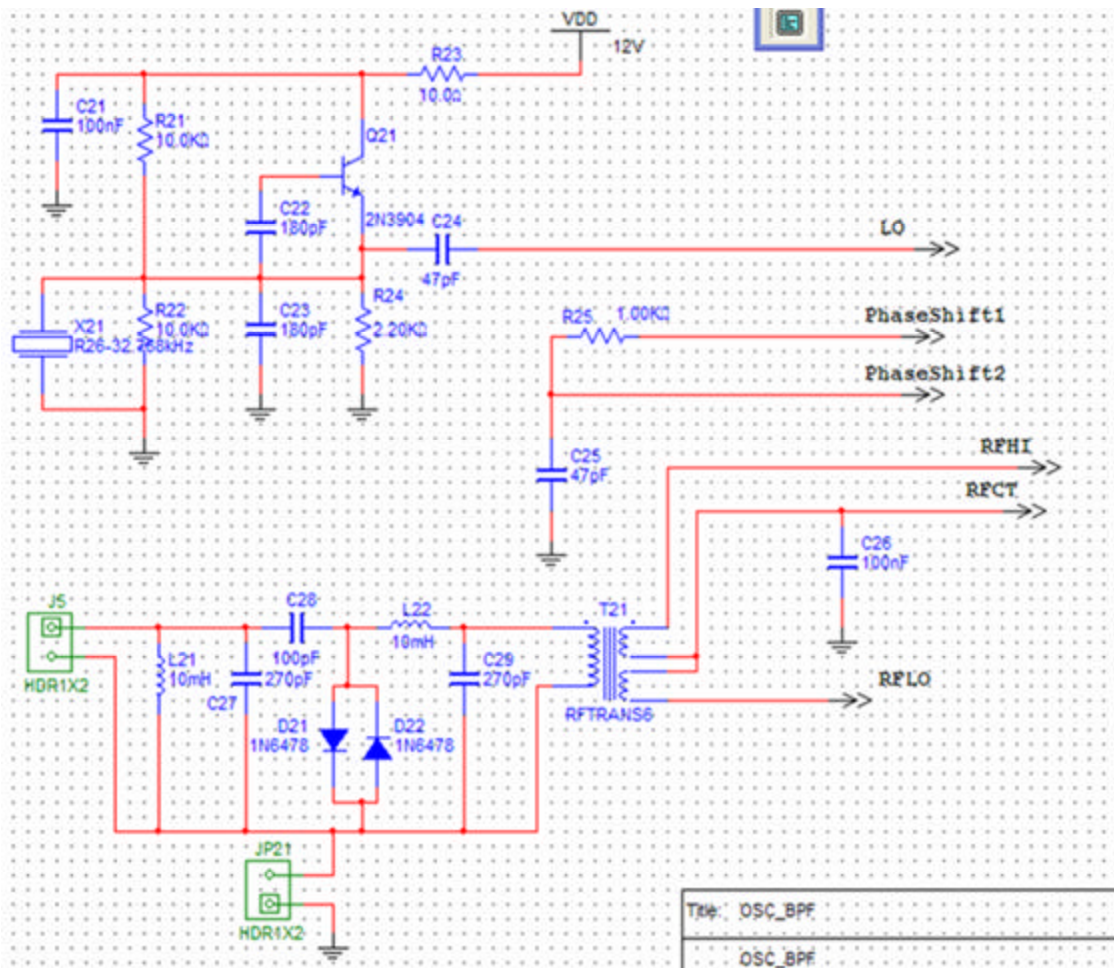 VDD
12V
R23
10.0Ω
C21
100nF
R21
10.0KΩ
Q21
2N3904
C22
180pF
C24
47pF
LO
X21
R26-32.768kHz
R22
10.0KΩ
C23
180pF
R24
2.20KΩ
R25
1.00KΩ
PhaseShift1
PhaseShift2
C25
47pF
RFHI
RFCT
C26
100nF
J5
HDR1X2
L21
10mH
C27
270pF
C28
100pF
L22
10mH
C29
270pF
D21
1N6478
D22
1N6478
T21
RFTRANS6
RFLO
JP21
HDR1X2
Title: OSC_BPF
OSC_BPF